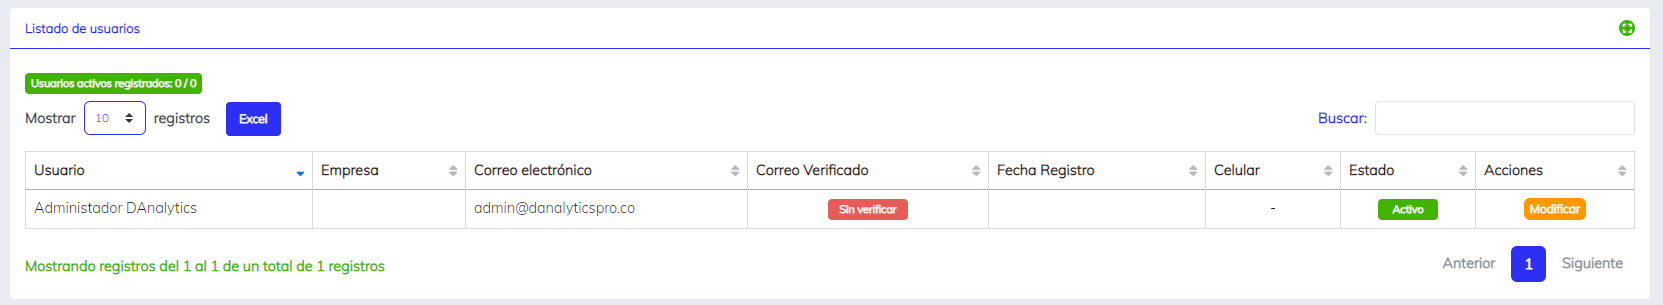 Listado de usuarios
Usuarios activos registrados: 0 / 0
Mostrar 10 registros Excel Buscar:
Usuario Empresa Correo electrónico Correo Verificado Fecha Registro Celular Estado Acciones
Administador DAnalytics admin@danalyticspro.co Sin verificar - Activo Modificar
Mostrando registros del 1 al 1 de un total de 1 registros Anterior 1 Siguiente